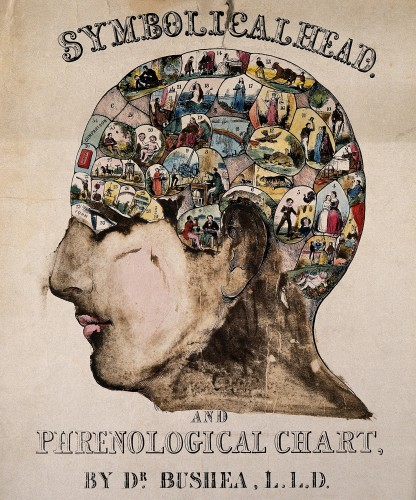 SYMBOLICAL HEAD.
AND
PHRENOLOGICAL CHART,
BY DR BUSHEA, L.L.D.